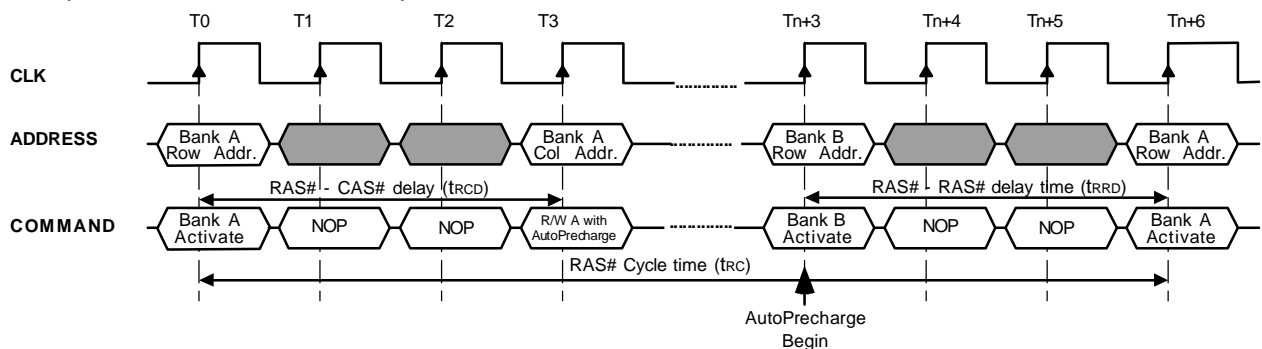 T0 T1 T2 T3 Tn+3 Tn+4 Tn+5 Tn+6
CLK
ADDRESS
Bank A
Row Addr.
Bank A
Col Addr.
Bank B
Row Addr.
Bank A
Row Addr.
RAS# - CAS# delay (tRCD)
RAS# - RAS# delay time (tRRD)
COMMAND
Bank A
Activate
NOP
NOP
R/W A with
AutoPrecharge
Bank B
Activate
NOP
NOP
Bank A
Activate
RAS# Cycle time (tRC)
AutoPrecharge
Begin